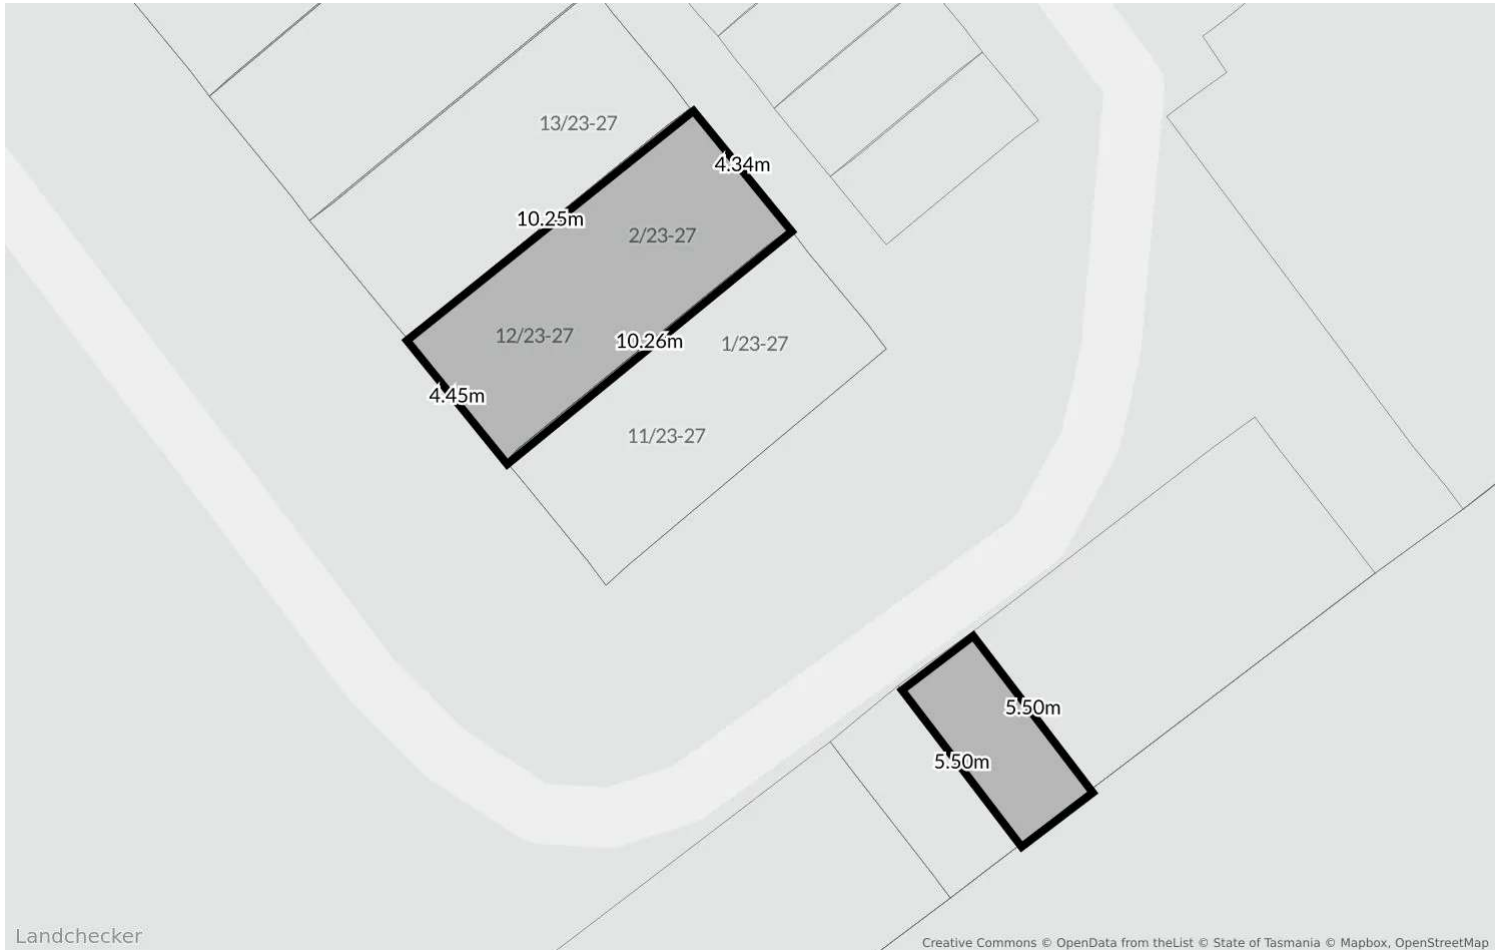 13/23-27
4.34m
10.25m
2/23-27
12/23-27
10.26m
1/23-27
4.45m
11/23-27
5.50m
5.50m
Landchecker
Creative Commons © OpenData from theList © State of Tasmania © Mapbox, OpenStreetMap